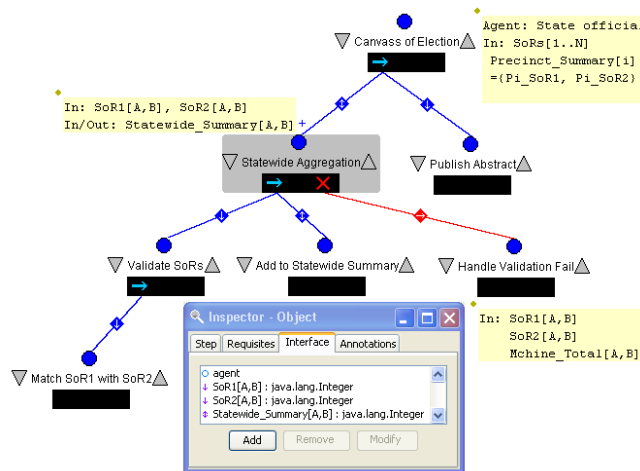 Canvass of Election
Agent: State official
In: SoRs[1..N]
Precinct_Summary[i]
={Pi_SoR1, Pi_SoR2}
In: SoR1[A,B], SoR2[A,B]
In/Out: Statewide_Summary[A,B]
+
Statewide Aggregation
Publish Abstract
Validate SoRs
Add to Statewide Summary
Handle Validation Fail
Match SoR1 with SoR2
In: SoR1[A,B]
SoR2[A,B]
Mchine_Total[A,B]
Inspector - Object
Step Requisites Interface Annotations
agent
SoR1[A,B] : java.lang.Integer
SoR2[A,B] : java.lang.Integer
Statewide_Summary[A,B] : java.lang.Integer
Add Remove Modify